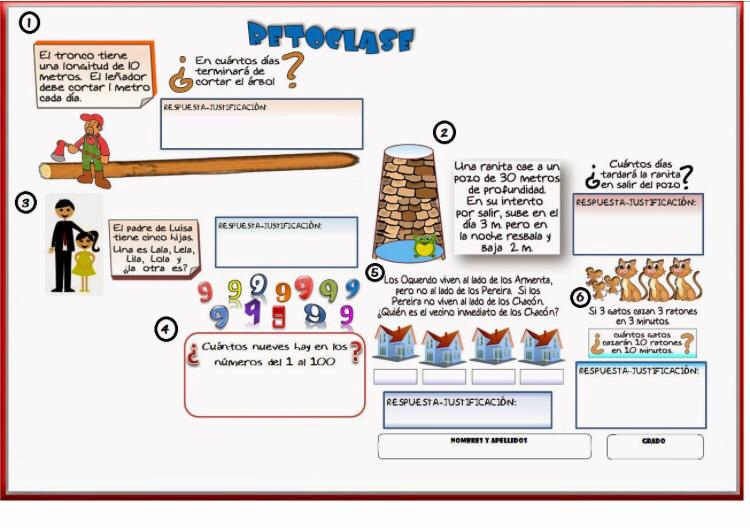 RETOCLASE
1
El tronco tiene
una longitud de 10
metros. El leñador
debe cortar 1 metro
cada día.
¿En cuántos días
terminará de
cortar el árbol?
RESPUESTA-JUSTIFICACIÓN:
2
Una ranita cae a un
pozo de 30 metros
de profundidad.
En su intento
por salir, sube en el
día 3 m. pero en
la noche resbala y
baja 2 m.
¿Cuántos días
tardará la ranita
en salir del pozo?
RESPUESTA-JUSTIFICACIÓN:
3
El padre de Luisa
tiene cinco hijas.
Una es Lala, Lela,
Lila, Lola y
¿la otra es?
RESPUESTA-JUSTIFICACIÓN:
9 9 9 9 9 9 9
9 9 9 9 9
4
¿Cuántos nueves hay en los
números del 1 al 100?
5
Los Oquendo viven al lado de los Armenta,
pero no al lado de los Pereira. Si los
Pereira no viven al lado de los Chacón.
¿Quién es el vecino inmediato de los Chacón?
RESPUESTA-JUSTIFICACIÓN:
6
Si 3 gatos cazan 3 ratones
en 3 minutos.
¿cuántos gatos
cazarán 10 ratones
en 10 minutos?
RESPUESTA-JUSTIFICACIÓN:
NOMBRES Y APELLIDOS
GRADO